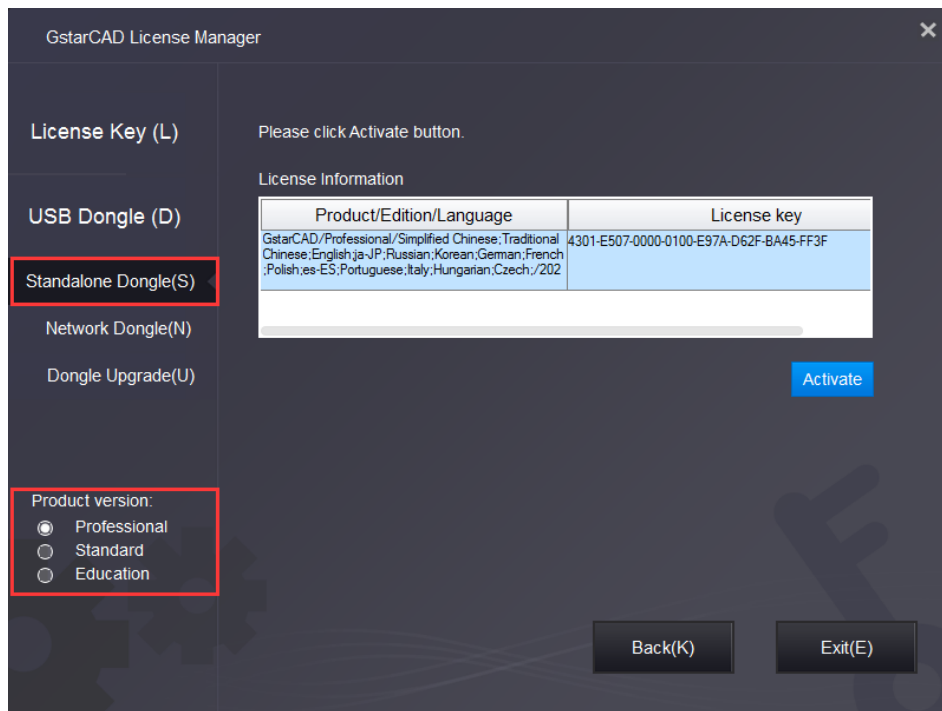 GstarCAD License Manager
License Key (L)
Please click Activate button.
License Information
USB Dongle (D)
Product/Edition/Language
License key
GstarCAD/Professional/Simplified Chinese;Traditional
Chinese;English;ja-JP;Russian;Korean;German;French
;Polish;es-ES;Portuguese;Italy;Hungarian;Czech;/202
4301-E507-0000-0100-E97A-D62F-BA45-FF3F
Standalone Dongle(S)
Network Dongle(N)
Dongle Upgrade(U)
Activate
Product version:
Professional
Standard
Education
Back(K)
Exit(E)